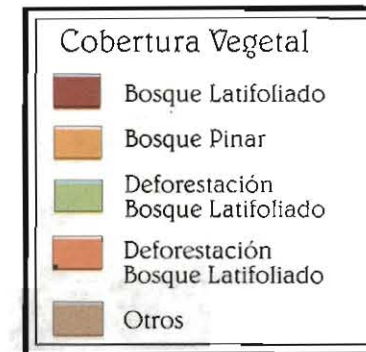 Cobertura Vegetal
Bosque Latifoliado
Bosque Pinar
Deforestación
Bosque Latifoliado
Deforestación
Bosque Latifoliado
Otros